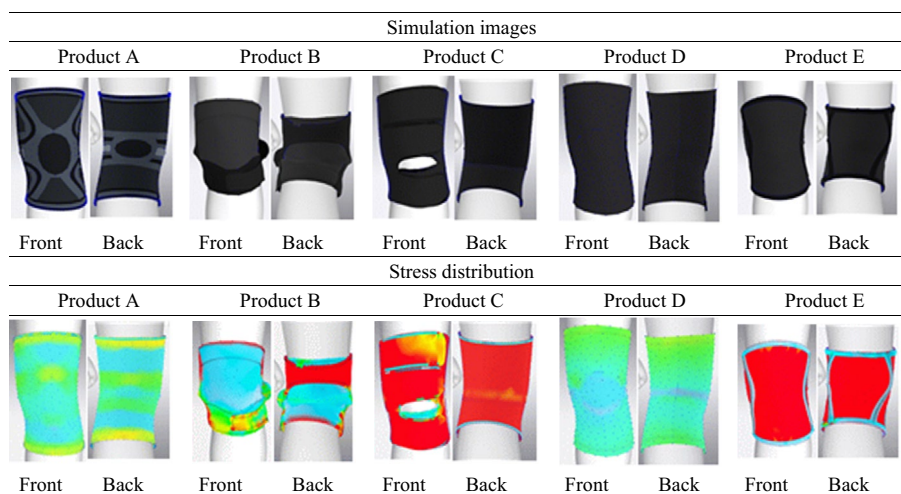 Simulation images
Product A Product B Product C Product D Product E
Front Back Front Back Front Back Front Back Front Back
Stress distribution
Product A Product B Product C Product D Product E
Front Back Front Back Front Back Front Back Front Back